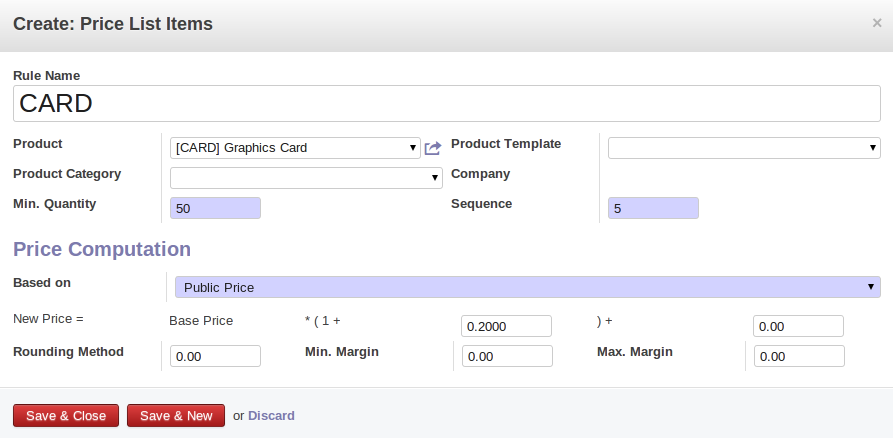 Create: Price List Items ×
Rule Name
CARD
Product [CARD] Graphics Card Product Template
Product Category Company
Min. Quantity 50 Sequence 5
Price Computation
Based on Public Price
New Price = Base Price * ( 1 + 0.2000 ) + 0.00
Rounding Method 0.00 Min. Margin 0.00 Max. Margin 0.00
Save & Close Save & New or Discard